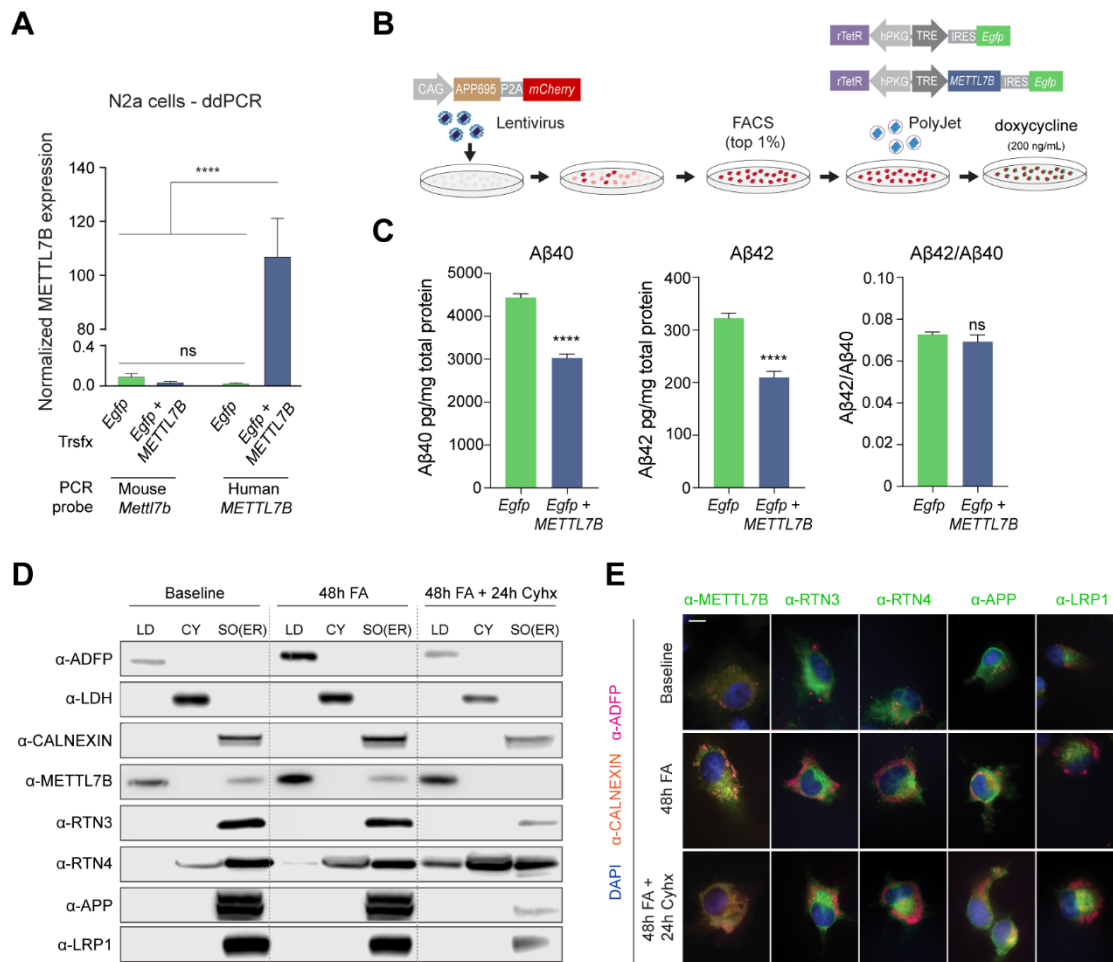 A
N2a cells - ddPCR
Normalized METTL7B expression
140
120
100
80
60
0.4
0.0
****
ns
Egfp
Egfp +
METTL7B
Egfp
Egfp +
METTL7B
Trsfx
PCR
probe
Mouse
Mettl7b
Human
METTL7B
B
rTetR hPKG TRE IRES Egfp
rTetR hPKG TRE METTL7B IRES Egfp
CAG APP695 P2A mCherry
Lentivirus
FACS
(top 1%)
PolyJet
doxycycline
(200 ng/mL)
C
Aβ40
Aβ40 pg/mg total protein
5000
4000
3000
2000
1000
0
****
Egfp
Egfp +
METTL7B
Aβ42
Aβ42 pg/mg total protein
400
300
200
100
0
****
Egfp
Egfp +
METTL7B
Aβ42/Aβ40
Aβ42/Aβ40
0.10
0.08
0.06
0.04
0.02
0.00
ns
Egfp
Egfp +
METTL7B
D
Baseline 48h FA 48h FA + 24h Cyhx
LD CY SO(ER) LD CY SO(ER) LD CY SO(ER)
α-ADFP
α-LDH
α-CALNEXIN
α-METTL7B
α-RTN3
α-RTN4
α-APP
α-LRP1
E
α-METTL7B α-RTN3 α-RTN4 α-APP α-LRP1
DAPI α-CALNEXIN α-ADFP
Baseline
48h FA
48h FA +
24h Cyhx